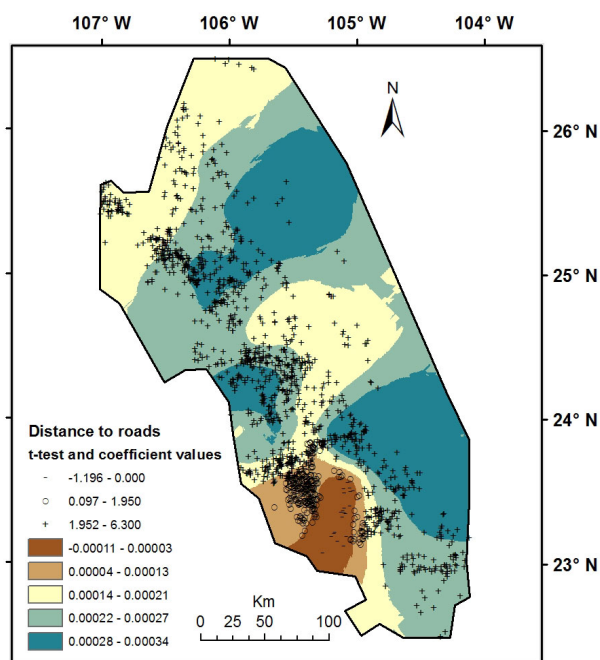 107° W 106° W 105° W 104° W
N
26° N
25° N
24° N
23° N
Distance to roads
t-test and coefficient values
- -1.196 - 0.000
o 0.097 - 1.950
+ 1.952 - 6.300
-0.00011 - 0.00003
0.00004 - 0.00013
0.00014 - 0.00021
0.00022 - 0.00027
0.00028 - 0.00034
Km
0 25 50 75 100